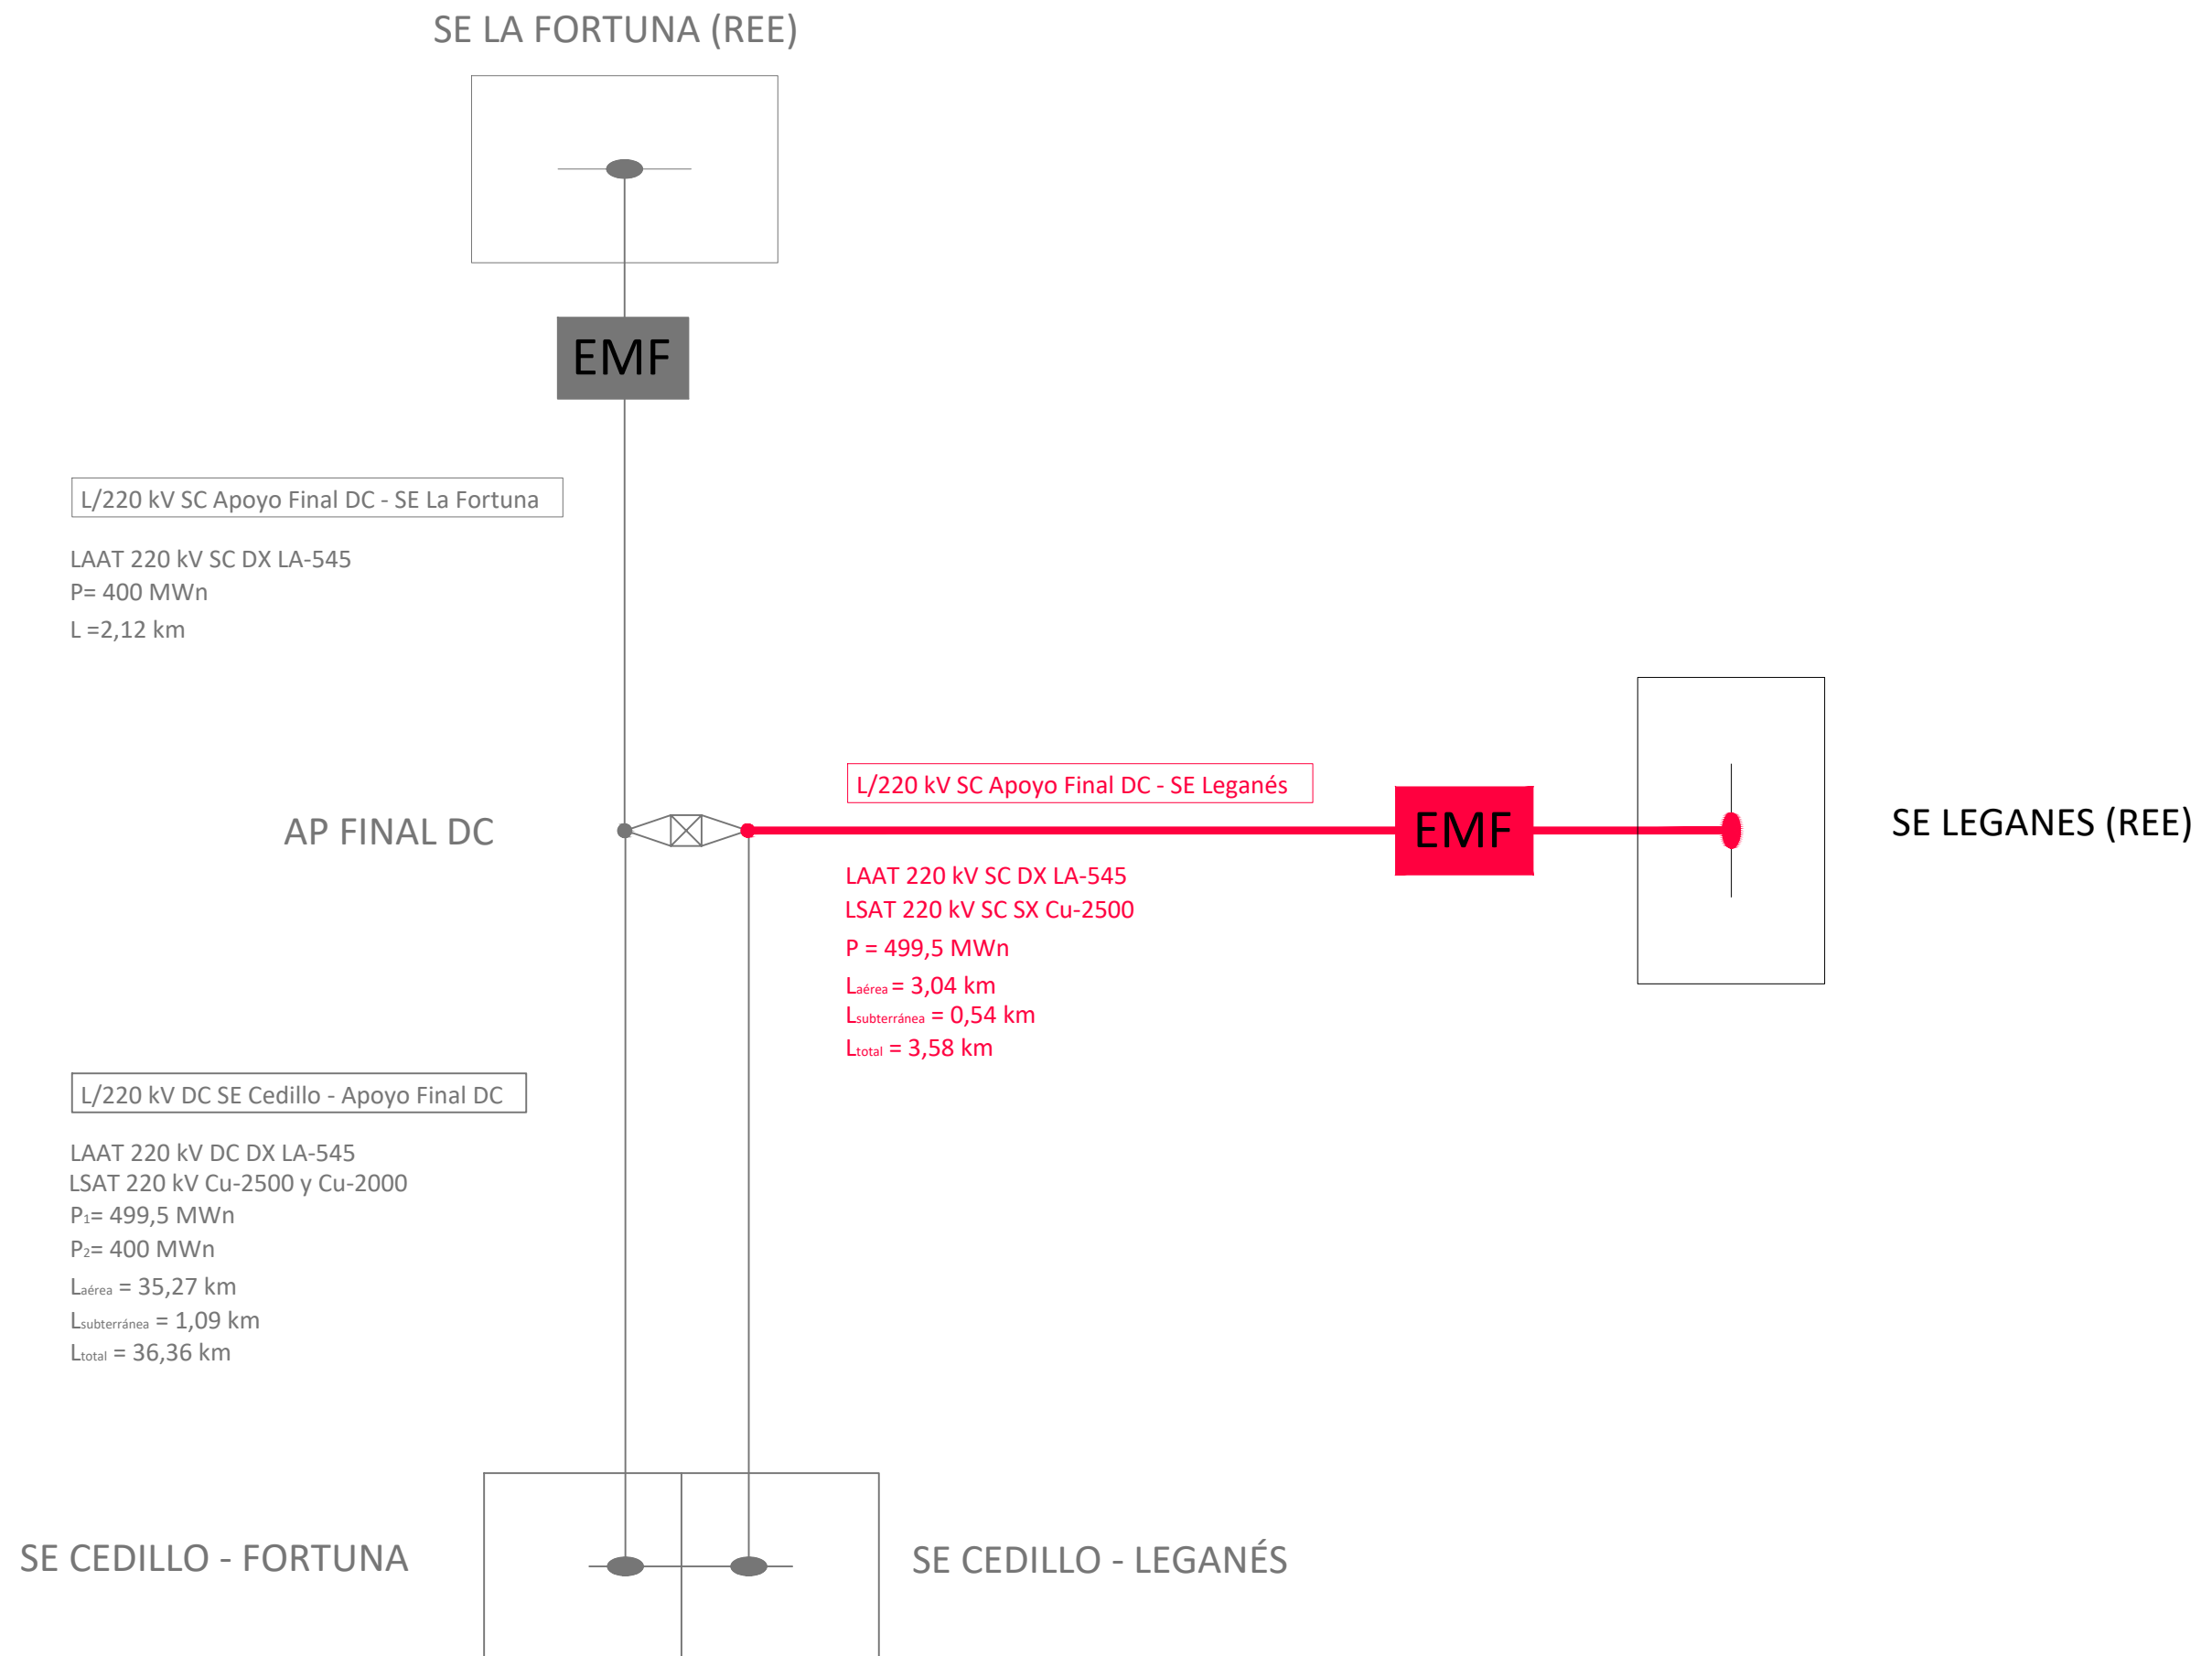 SE LA FORTUNA (REE)
EMF
L/220 kV SC Apoyo Final DC - SE La Fortuna
LAAT 220 kV SC DX LA-545
P= 400 MWn
L =2,12 km
AP FINAL DC
L/220 kV SC Apoyo Final DC - SE Leganés
EMF
SE LEGANES (REE)
LAAT 220 kV SC DX LA-545
LSAT 220 kV SC SX Cu-2500
P = 499,5 MWn
Laérea = 3,04 km
Lsubterránea = 0,54 km
Ltotal = 3,58 km
L/220 kV DC SE Cedillo - Apoyo Final DC
LAAT 220 kV DC DX LA-545
LSAT 220 kV Cu-2500 y Cu-2000
P1= 499,5 MWn
P2= 400 MWn
Laérea = 35,27 km
Lsubterránea = 1,09 km
Ltotal = 36,36 km
SE CEDILLO - FORTUNA
SE CEDILLO - LEGANÉS